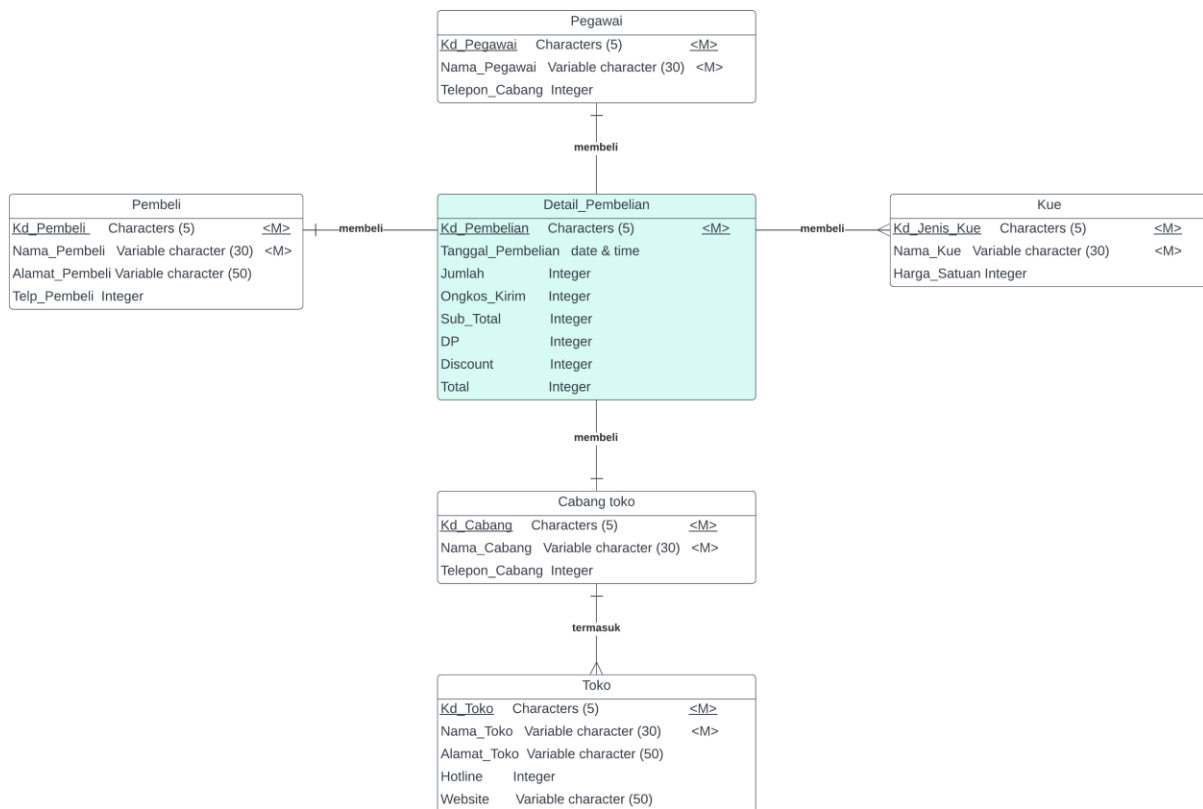 Pegawai
Kd_Pegawai Characters (5) <M>
Nama_Pegawai Variable character (30) <M>
Telepon_Cabang Integer
membeli
Pembeli
Kd_Pembeli Characters (5) <M>
Nama_Pembeli Variable character (30) <M>
Alamat_Pembeli Variable character (50)
Telp_Pembeli Integer
membeli
Detail_Pembelian
Kd_Pembelian Characters (5) <M>
Tanggal_Pembelian date & time
Jumlah Integer
Ongkos_Kirim Integer
Sub_Total Integer
DP Integer
Discount Integer
Total Integer
membeli
Kue
Kd_Jenis_Kue Characters (5) <M>
Nama_Kue Variable character (30) <M>
Harga_Satuan Integer
membeli
Cabang toko
Kd_Cabang Characters (5) <M>
Nama_Cabang Variable character (30) <M>
Telepon_Cabang Integer
termasuk
Toko
Kd_Toko Characters (5) <M>
Nama_Toko Variable character (30) <M>
Alamat_Toko Variable character (50)
Hotline Integer
Website Variable character (50)